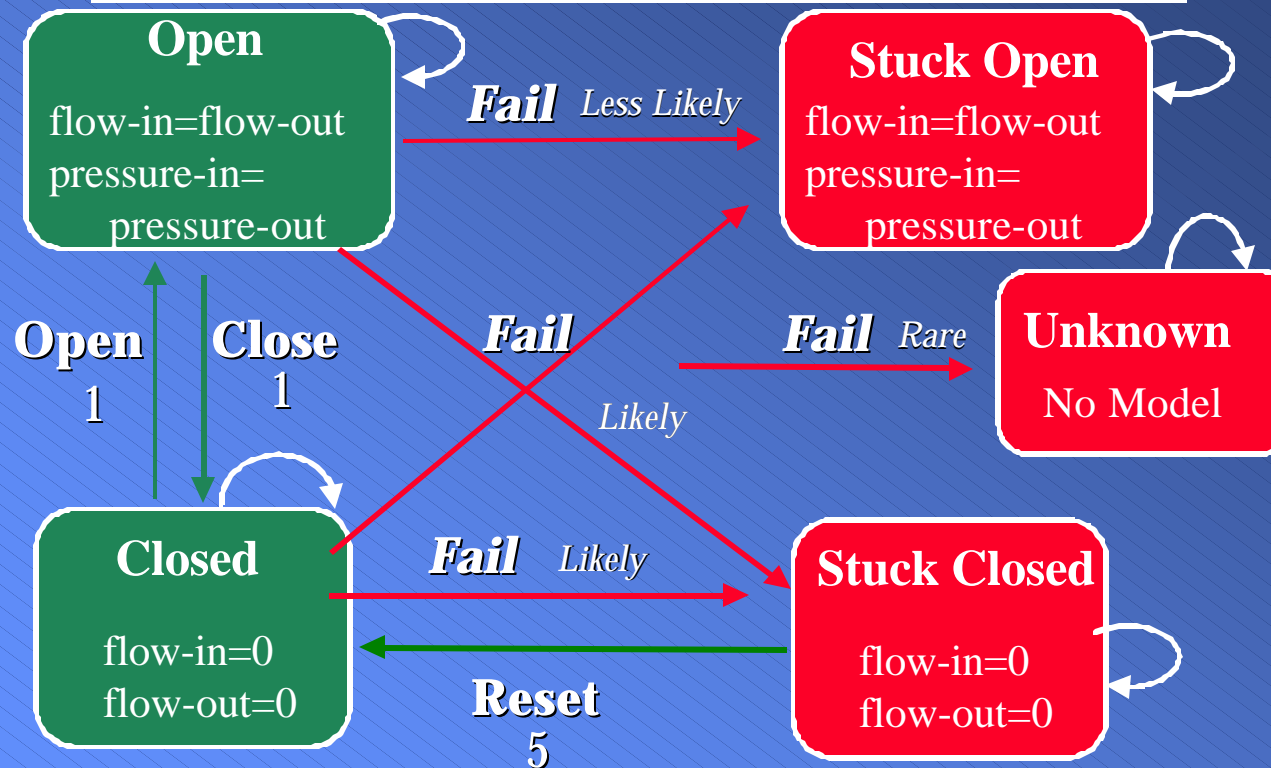 Open
flow-in=flow-out
pressure-in=
pressure-out
Fail Less Likely
Stuck Open
flow-in=flow-out
pressure-in=
pressure-out
Open
1
Close
1
Fail
Likely
Fail Rare
Unknown
No Model
Closed
flow-in=0
flow-out=0
Fail Likely
Reset
5
Stuck Closed
flow-in=0
flow-out=0